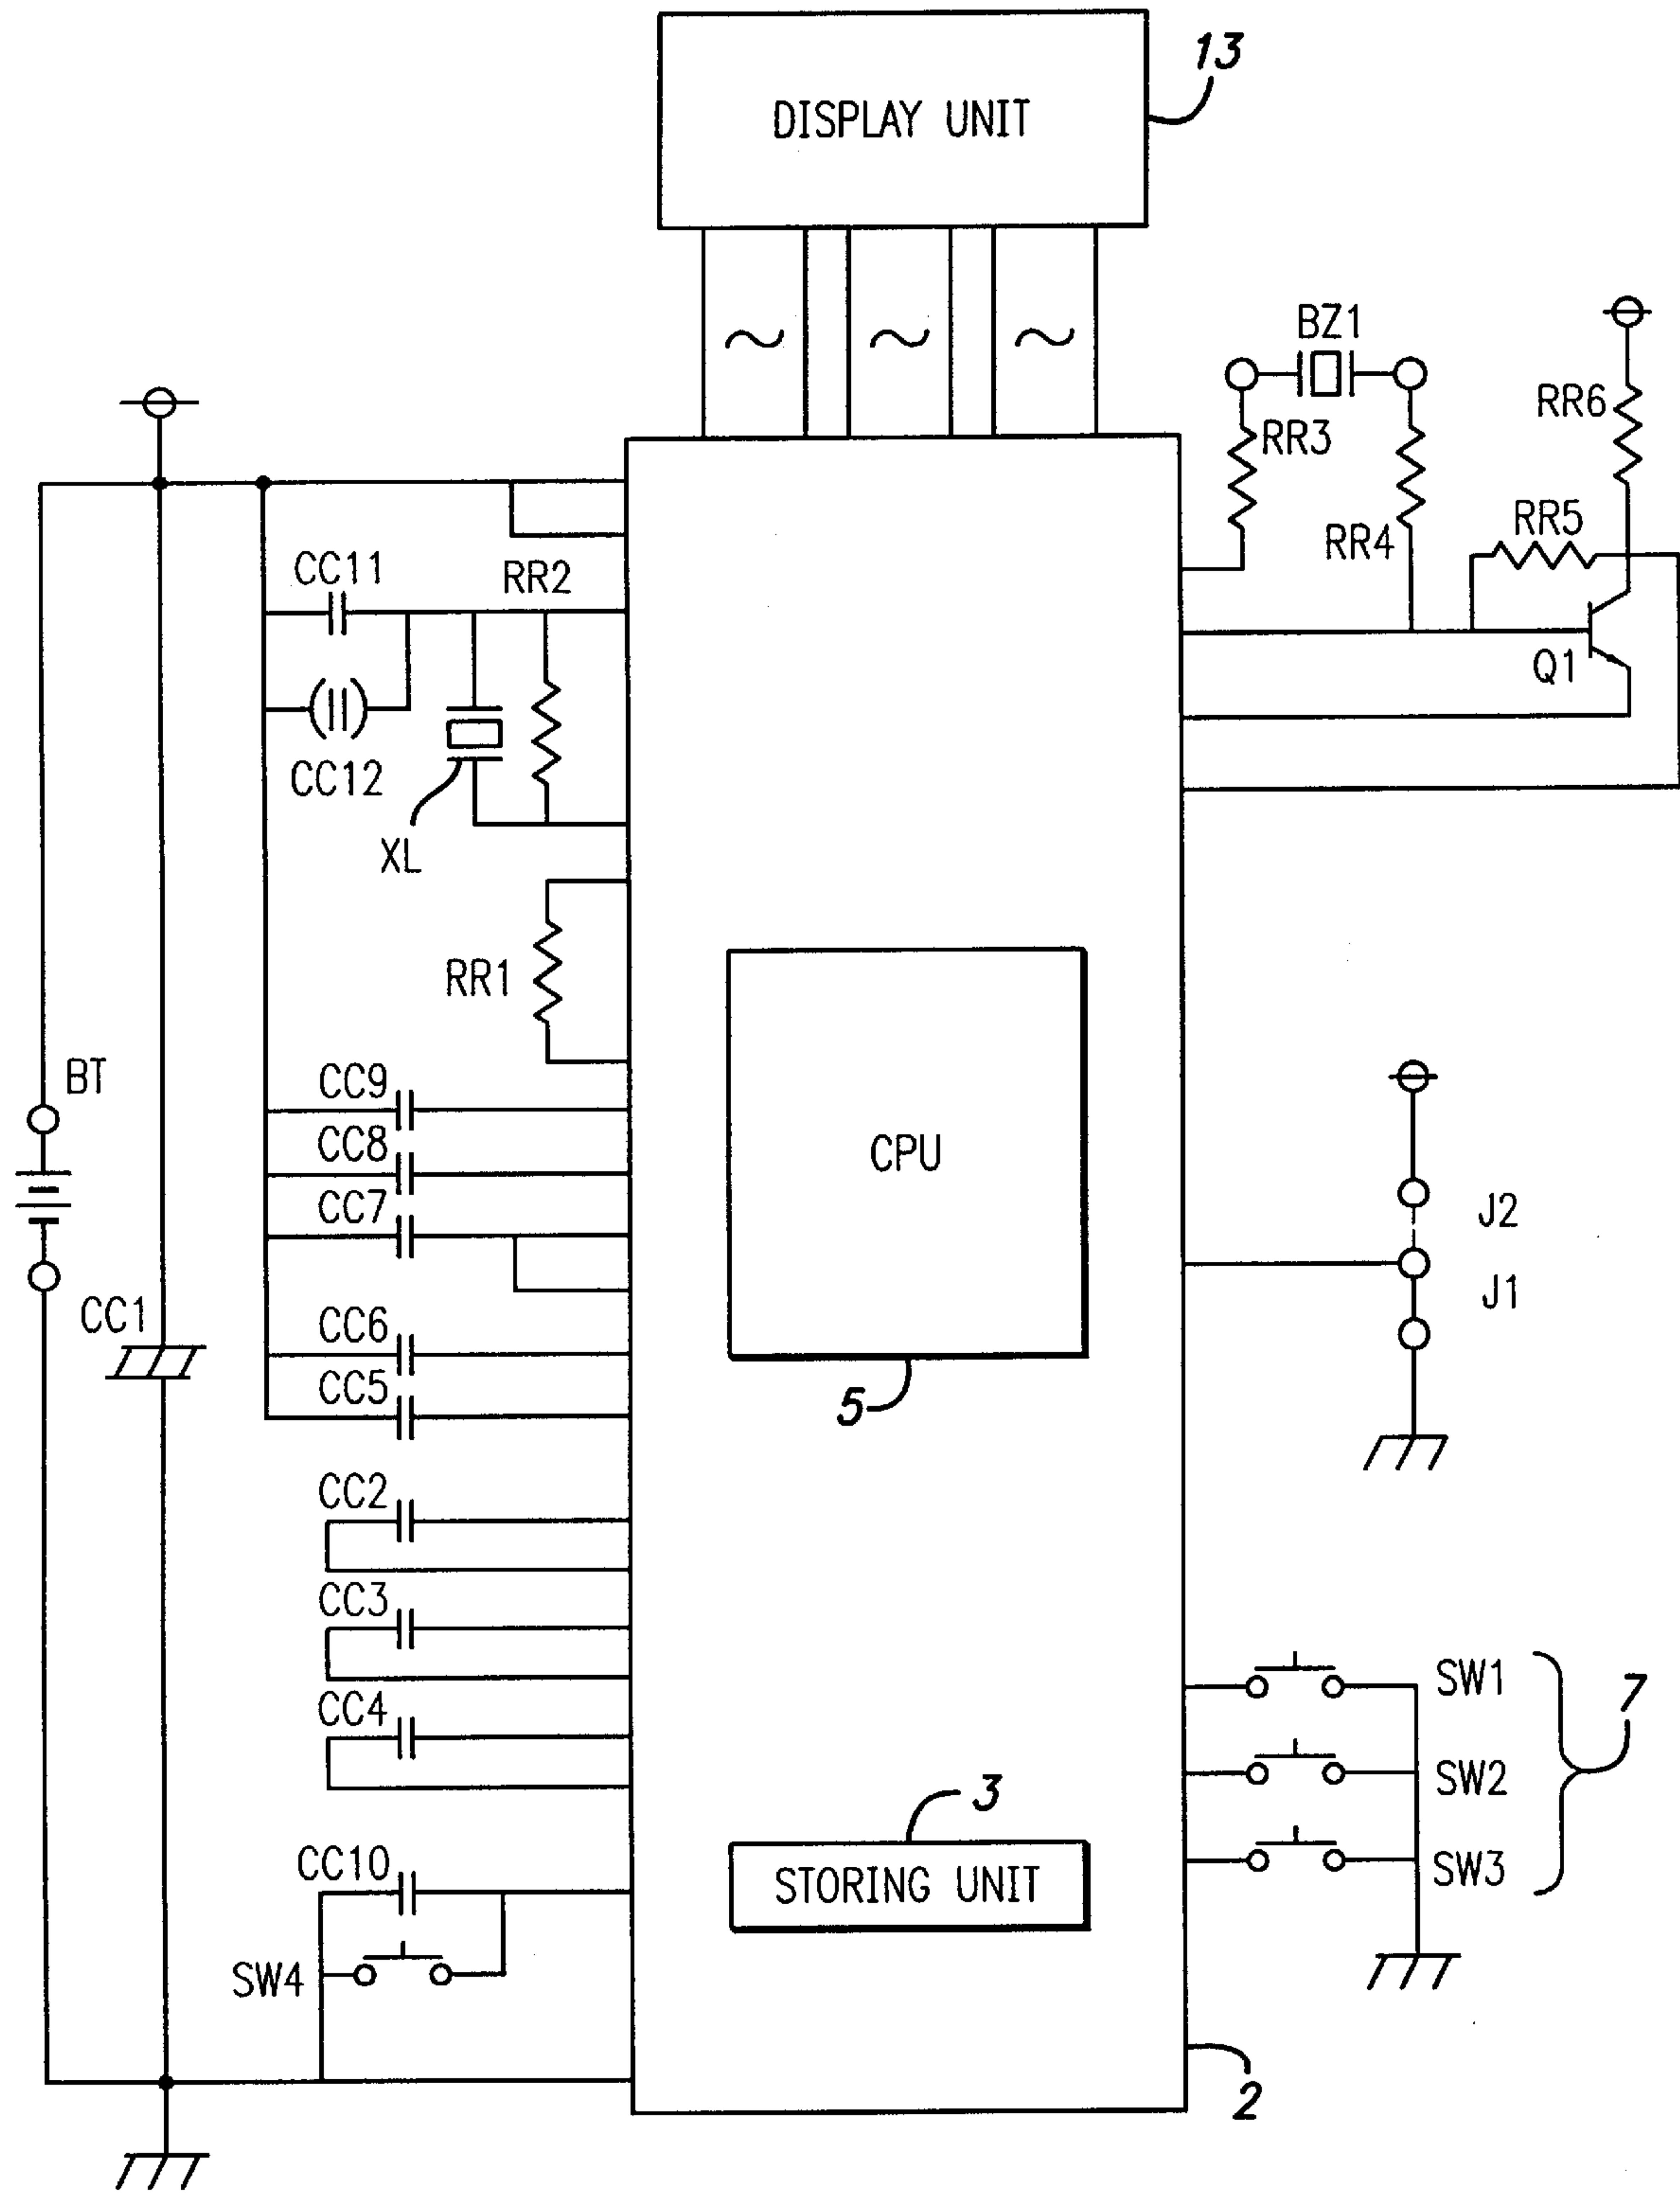 13
DISPLAY UNIT
BZ1
RR6
RR3
RR5
RR4
CC11
RR2
Q1
CC12
XL
RR1
BT
CC9
CC8
CPU
CC7
J2
J1
CC1
CC6
CC5
5
CC2
CC3
SW1
7
CC4
SW2
3
CC10
SW3
STORING UNIT
SW4
2